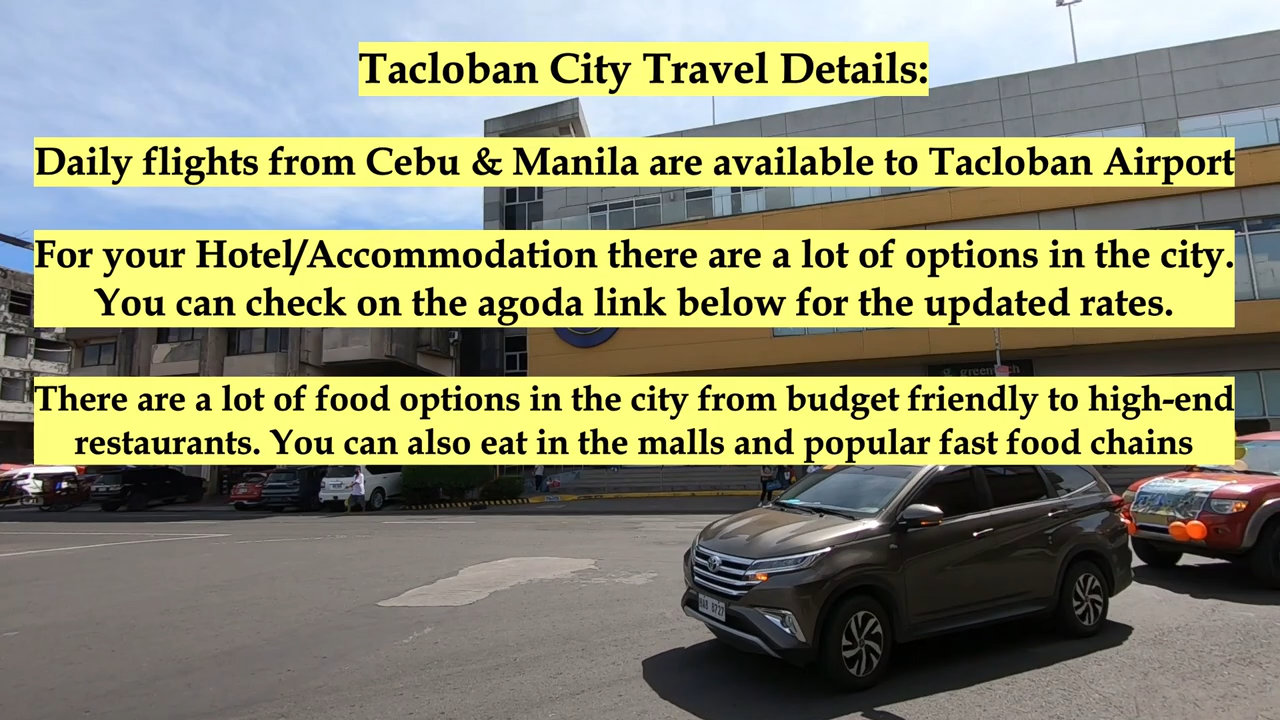 Tacloban City Travel Details:
Daily flights from Cebu & Manila are available to Tacloban Airport
For your Hotel/Accommodation there are a lot of options in the city.
You can check on the agoda link below for the updated rates.
There are a lot of food options in the city from budget friendly to high-end
restaurants. You can also eat in the malls and popular fast food chains